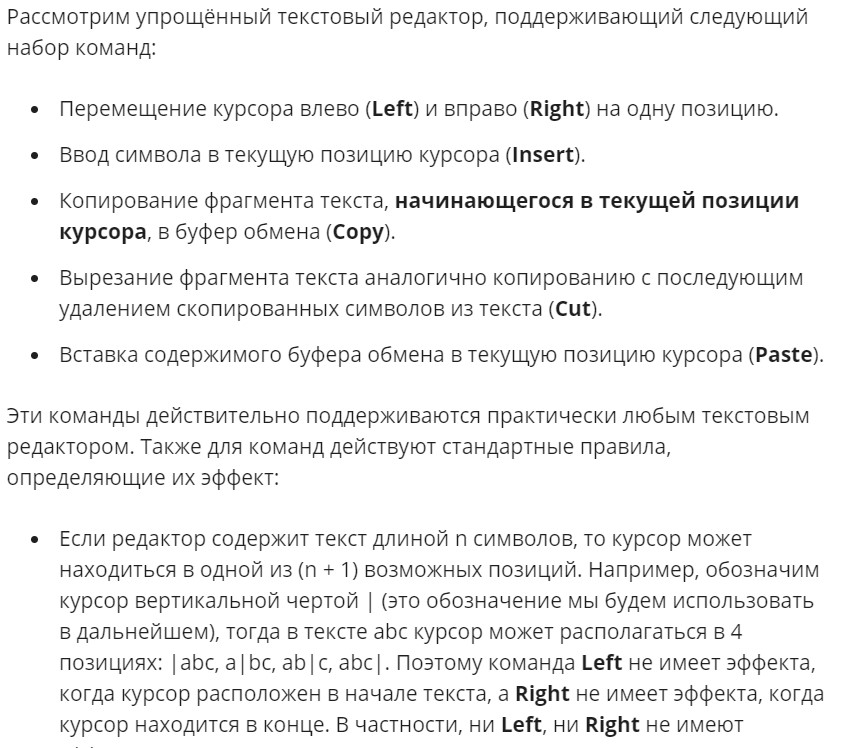 Рассмотрим упрощённый текстовый редактор, поддерживающий следующий
набор команд:
• Перемещение курсора влево (Left) и вправо (Right) на одну позицию.
• Ввод символа в текущую позицию курсора (Insert).
• Копирование фрагмента текста, начинающегося в текущей позиции
курсора, в буфер обмена (Copy).
• Вырезание фрагмента текста аналогично копированию с последующим
удалением скопированных символов из текста (Cut).
• Вставка содержимого буфера обмена в текущую позицию курсора (Paste).
Эти команды действительно поддерживаются практически любым текстовым
редактором. Также для команд действуют стандартные правила,
определяющие их эффект:
• Если редактор содержит текст длиной n символов, то курсор может
находиться в одной из (n + 1) возможных позиций. Например, обозначим
курсор вертикальной чертой | (это обозначение мы будем использовать
в дальнейшем), тогда в тексте abc курсор может располагаться в 4
позициях: |abc, a|bc, ab|c, abc|. Поэтому команда Left не имеет эффекта,
когда курсор расположен в начале текста, а Right не имеет эффекта, когда
курсор находится в конце. В частности, ни Left, ни Right не имеют